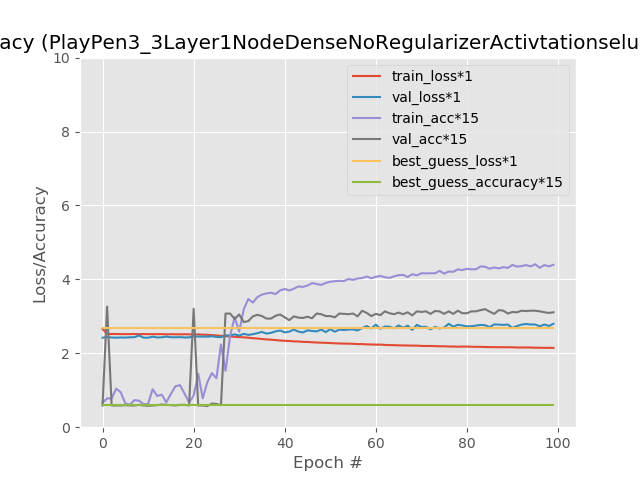 acy (PlayPen3_3Layer1NodeDenseNoRegularizerActivtationselu
10
8
6
4
2
0
Loss/Accuracy
train_loss*1
val_loss*1
train_acc*15
val_acc*15
best_guess_loss*1
best_guess_accuracy*15
0 20 40 60 80 100
Epoch #